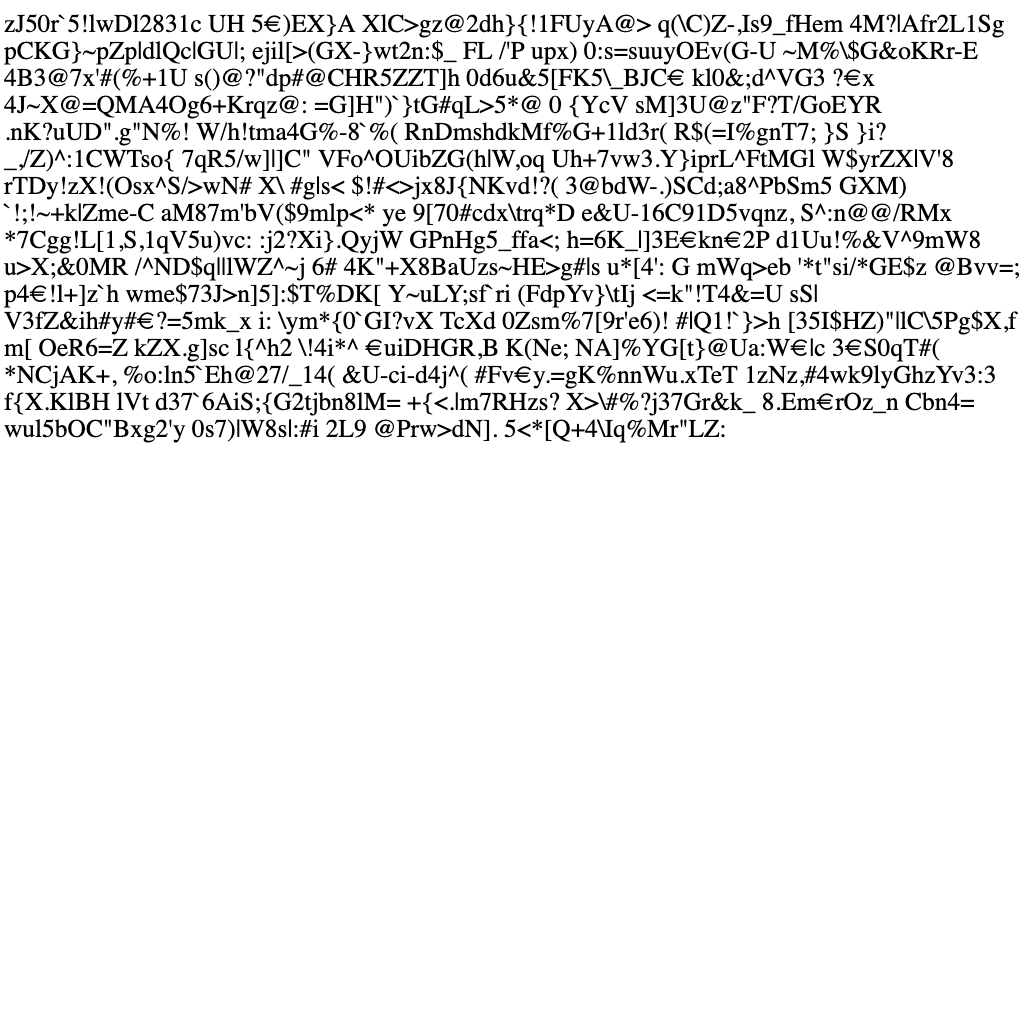 zJ50r`5!lwDl2831c UH 5€)EX}A XlC>gz@2dh}{!1FUyA@> q(\C)Z-,Is9_fHem 4M?|Afr2L1Sg
pCKG}~pZp|dlQc|GU|; ejil[>(GX-}wt2n:$_ FL /'P upx) 0:s=suuyOEv(G-U ~M%\$G&oKRr-E
4B3@7x'#(%+1U s()@?"dp#@CHR5ZZT]h 0d6u&5[FK5\_BJC€ kl0&;d^VG3 ?€x
4J~X@=QMA4Og6+Krqz@: =G]H")`}tG#qL>5*@ 0 {YcV sM]3U@z"F?T/GoEYR
.nK?uUD".g"N%! W/h!tma4G%-8`%( RnDmshdkMf%G+1ld3r( R$(=I%gnT7; }S }i?
_,/Z)^:1CWTso{ 7qR5/w]|]C" VFo^OUibZG(h|W,oq Uh+7vw3.Y}iprL^FtMGl W$yrZX|V'8
rTDy!zX!(Osx^S/>wN# X\ #g|s< $!#<>jx8J{NKvd!?( 3@bdW-.)SCd;a8^PbSm5 GXM)
`!;!~+k|Zme-C aM87m'bV($9mlp<* ye 9[70#cdx\trq*D e&U-16C91D5vqnz, S^:n@@/RMx
*7Cgg!L[1,S,1qV5u)vc: :j2?Xi}.QyjW GPnHg5_ffa<; h=6K_|]3E€kn€2P d1Uu!%&V^9mW8
u>X;&0MR /^ND$q||lWZ^~j 6# 4K"+X8BaUzs~HE>g#|s u*[4': G mWq>eb '*t"si/*GE$z @Bvv=;
p4€!l+]z`h wme$73J>n]5]:$T%DK[ Y~uLY;sf`ri (FdpYv}\tIj <=k"!T4&=U sS|
V3fZ&ih#y#€?=5mk_x i: \ym*{0`GI?vX TcXd 0Zsm%7[9r'e6)! #|Q1!`}>h [35I$HZ)"|lC\5Pg$X,f
m[ OeR6=Z kZX.g]sc l{^h2 \!4i*^ €uiDHGR,B K(Ne; NA]%YG[t}@Ua:W€|c 3€S0qT#(
*NCjAK+, %o:ln5`Eh@27/_14( &U-ci-d4j^( #Fv€y.=gK%nnWu.xTeT 1zNz,#4wk9lyGhzYv3:3
f{X.KlBH lVt d37`6AiS;{G2tjbn8lM= +{<.|m7RHzs? X>\#%?j37Gr&k_ 8.Em€rOz_n Cbn4=
wul5bOC"Bxg2'y 0s7)|W8s|:#i 2L9 @Prw>dN]. 5<*[Q+4\Iq%Mr"LZ: